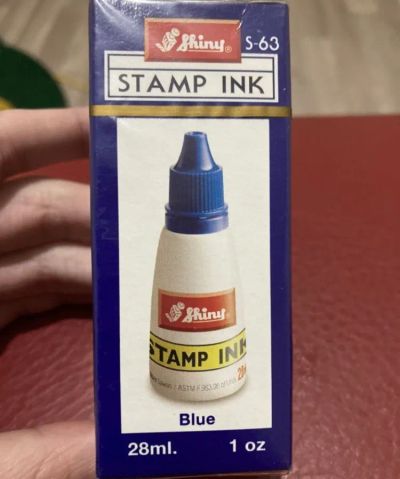 Shiny® S-63
STAMP INK
Shiny®
STAMP INK
Blue
28ml. 1 oz